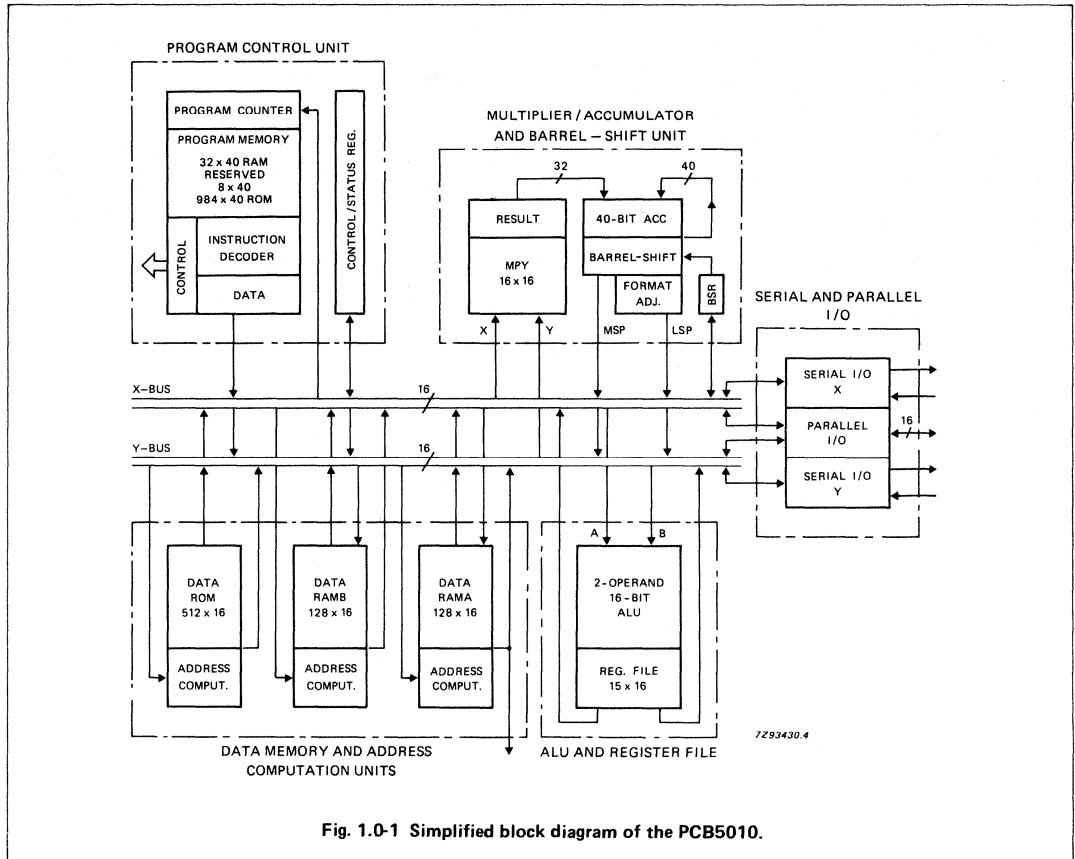 PROGRAM CONTROL UNIT
PROGRAM COUNTER
PROGRAM MEMORY
32 x 40 RAM
RESERVED
8 x 40
984 x 40 ROM
CONTROL
INSTRUCTION
DECODER
DATA
CONTROL/STATUS REG.
MULTIPLIER / ACCUMULATOR
AND BARREL – SHIFT UNIT
32
40
RESULT
40-BIT ACC
MPY
16 x 16
BARREL-SHIFT
FORMAT
ADJ.
BSR
X
Y
MSP
LSP
SERIAL AND PARALLEL
I/O
SERIAL I/O
X
PARALLEL
I/O
16
SERIAL I/O
Y
X-BUS
16
Y-BUS
16
DATA
ROM
512 x 16
ADDRESS
COMPUT.
DATA
RAMB
128 x 16
ADDRESS
COMPUT.
DATA
RAMA
128 x 16
ADDRESS
COMPUT.
A
B
2-OPERAND
16-BIT
ALU
REG. FILE
15 x 16
DATA MEMORY AND ADDRESS
COMPUTATION UNITS
ALU AND REGISTER FILE
7Z93430.4
Fig. 1.0-1 Simplified block diagram of the PCB5010.